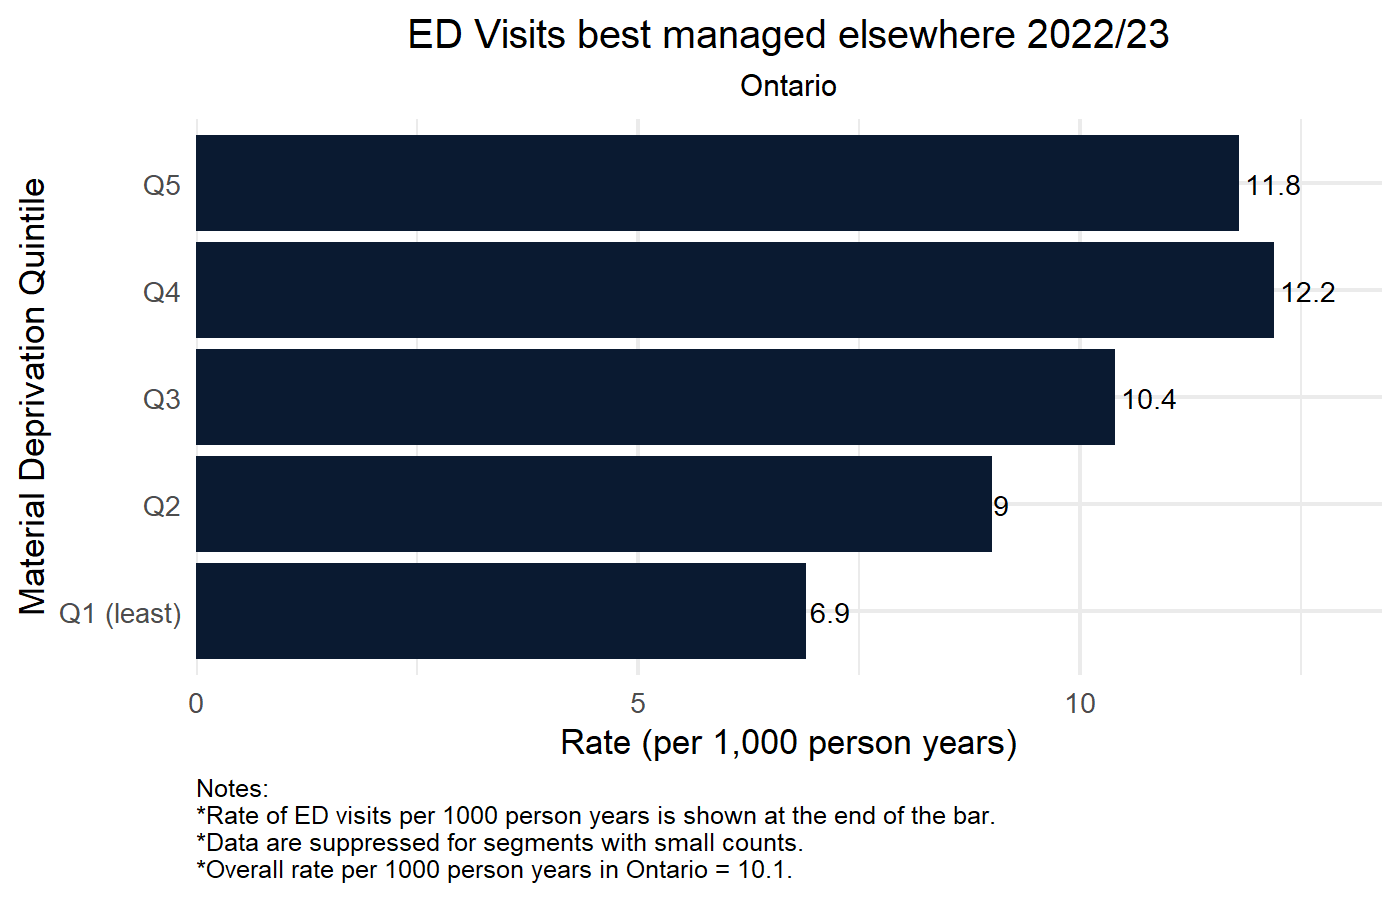 ED Visits best managed elsewhere 2022/23
Ontario
Material Deprivation Quintile
Q5
11.8
Q4
12.2
Q3
10.4
Q2
9
Q1 (least)
6.9
0
5
10
Rate (per 1,000 person years)
Notes:
*Rate of ED visits per 1000 person years is shown at the end of the bar.
*Data are suppressed for segments with small counts.
*Overall rate per 1000 person years in Ontario = 10.1.